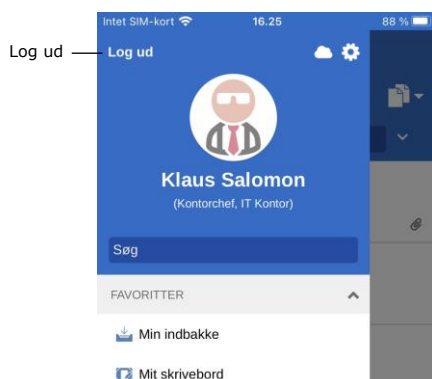 Intet SIM-kort 16.25 88 %
Log ud
Log ud
Klaus Salomon
(Kontorchef, IT Kontor)
Søg
FAVORITTER
Min indbakke
Mit skrivebord